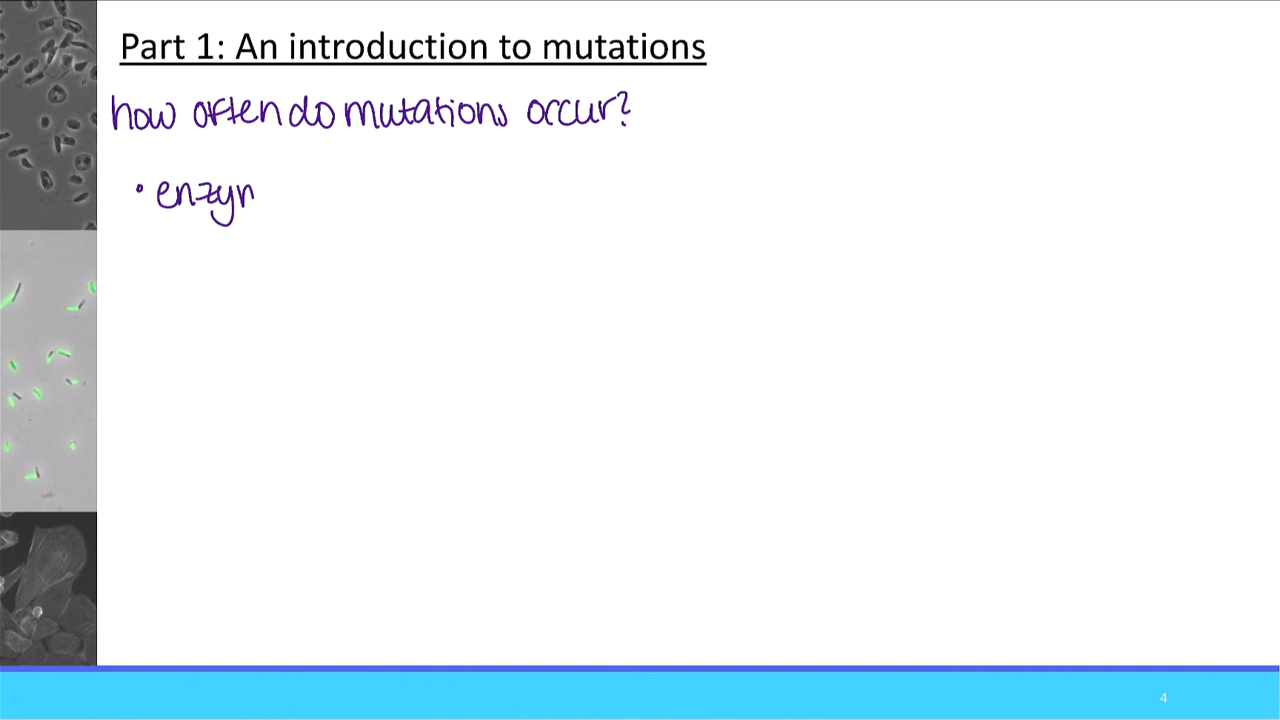 Part 1: An introduction to mutations
how often do mutations occur?
• enzyn
4